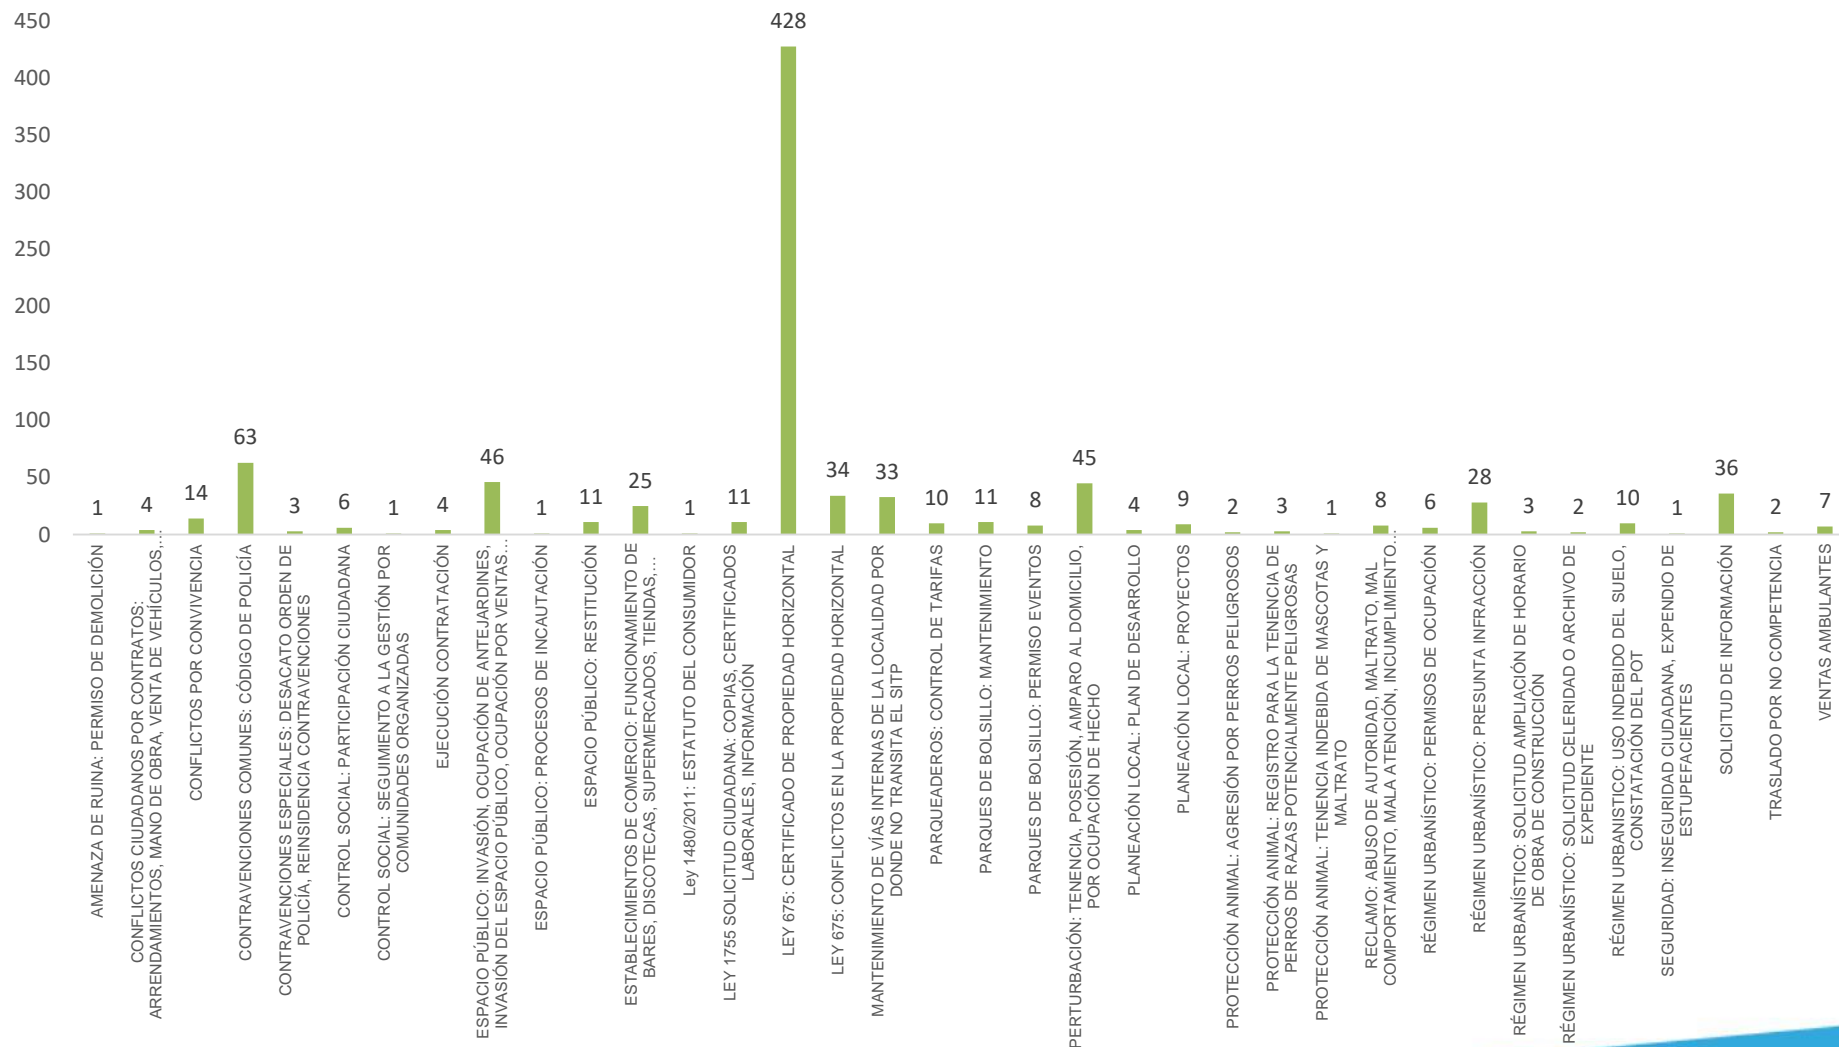 450
400
350
300
250
200
150
100
50
0
1
4
14
63
3
6
1
4
46
1
11
25
1
11
428
34
33
10
11
8
45
4
9
2
3
1
8
6
28
3
2
10
1
36
2
7
AMENAZA DE RUINA: PERMISO DE DEMOLICIÓN
CONFLICTOS CIUDADANOS POR CONTRATOS:
ARRENDAMIENTOS, MANO DE OBRA, VENTA DE VEHÍCULOS,…
CONFLICTOS POR CONVIVENCIA
CONTRAVENCIONES COMUNES: CÓDIGO DE POLICÍA
CONTRAVENCIONES ESPECIALES: DESACATO ORDEN DE
POLICÍA, REINSIDENCIA CONTRAVENCIONES
CONTROL SOCIAL: PARTICIPACIÓN CIUDADANA
CONTROL SOCIAL: SEGUIMIENTO A LA GESTIÓN POR
COMUNIDADES ORGANIZADAS
EJECUCIÓN CONTRATACIÓN
ESPACIO PÚBLICO: INVASIÓN, OCUPACIÓN DE ANTEJARDINES,
INVASIÓN DEL ESPACIO PÚBLICO, OCUPACIÓN POR VENTAS…
ESPACIO PÚBLICO: PROCESOS DE INCAUTACIÓN
ESPACIO PÚBLICO: RESTITUCIÓN
ESTABLECIMIENTOS DE COMERCIO: FUNCIONAMIENTO DE
BARES, DISCOTECAS, SUPERMERCADOS, TIENDAS,…
Ley 1480/2011: ESTATUTO DEL CONSUMIDOR
LEY 1755 SOLICITUD CIUDADANA: COPIAS, CERTIFICADOS
LABORALES, INFORMACIÓN
LEY 675: CERTIFICADO DE PROPIEDAD HORIZONTAL
LEY 675: CONFLICTOS EN LA PROPIEDAD HORIZONTAL
MANTENIMIENTO DE VÍAS INTERNAS DE LA LOCALIDAD POR
DONDE NO TRANSITA EL SITP
PARQUEADEROS: CONTROL DE TARIFAS
PARQUES DE BOLSILLO: MANTENIMIENTO
PARQUES DE BOLSILLO: PERMISO EVENTOS
PERTURBACIÓN: TENENCIA, POSESIÓN, AMPARO AL DOMICILIO,
POR OCUPACIÓN DE HECHO
PLANEACIÓN LOCAL: PLAN DE DESARROLLO
PLANEACIÓN LOCAL: PROYECTOS
PROTECCIÓN ANIMAL: AGRESIÓN POR PERROS PELIGROSOS
PROTECCIÓN ANIMAL: REGISTRO PARA LA TENENCIA DE
PERROS DE RAZAS POTENCIALMENTE PELIGROSAS
PROTECCIÓN ANIMAL: TENENCIA INDEBIDA DE MASCOTAS Y
MALTRATO
RECLAMO: ABUSO DE AUTORIDAD, MALTRATO, MAL
COMPORTAMIENTO, MALA ATENCIÓN, INCUMPLIMIENTO…
RÉGIMEN URBANÍSTICO: PERMISOS DE OCUPACIÓN
RÉGIMEN URBANÍSTICO: PRESUNTA INFRACCIÓN
RÉGIMEN URBANÍSTICO: SOLICITUD AMPLIACIÓN DE HORARIO
DE OBRA DE CONSTRUCCIÓN
RÉGIMEN URBANÍSTICO: SOLICITUD CELERIDAD O ARCHIVO DE
EXPEDIENTE
RÉGIMEN URBANISTICO: USO INDEBIDO DEL SUELO,
CONSTATACIÓN DEL POT
SEGURIDAD: INSEGURIDAD CIUDADANA, EXPENDIO DE
ESTUPEFACIENTES
SOLICITUD DE INFORMACIÓN
TRASLADO POR NO COMPETENCIA
VENTAS AMBULANTES